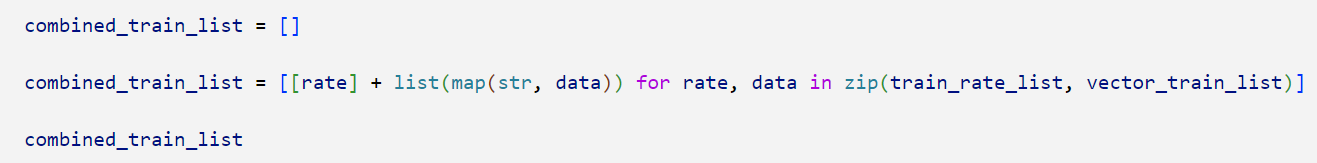 combined_train_list = []
combined_train_list = [[rate] + list(map(str, data)) for rate, data in zip(train_rate_list, vector_train_list)]
combined_train_list